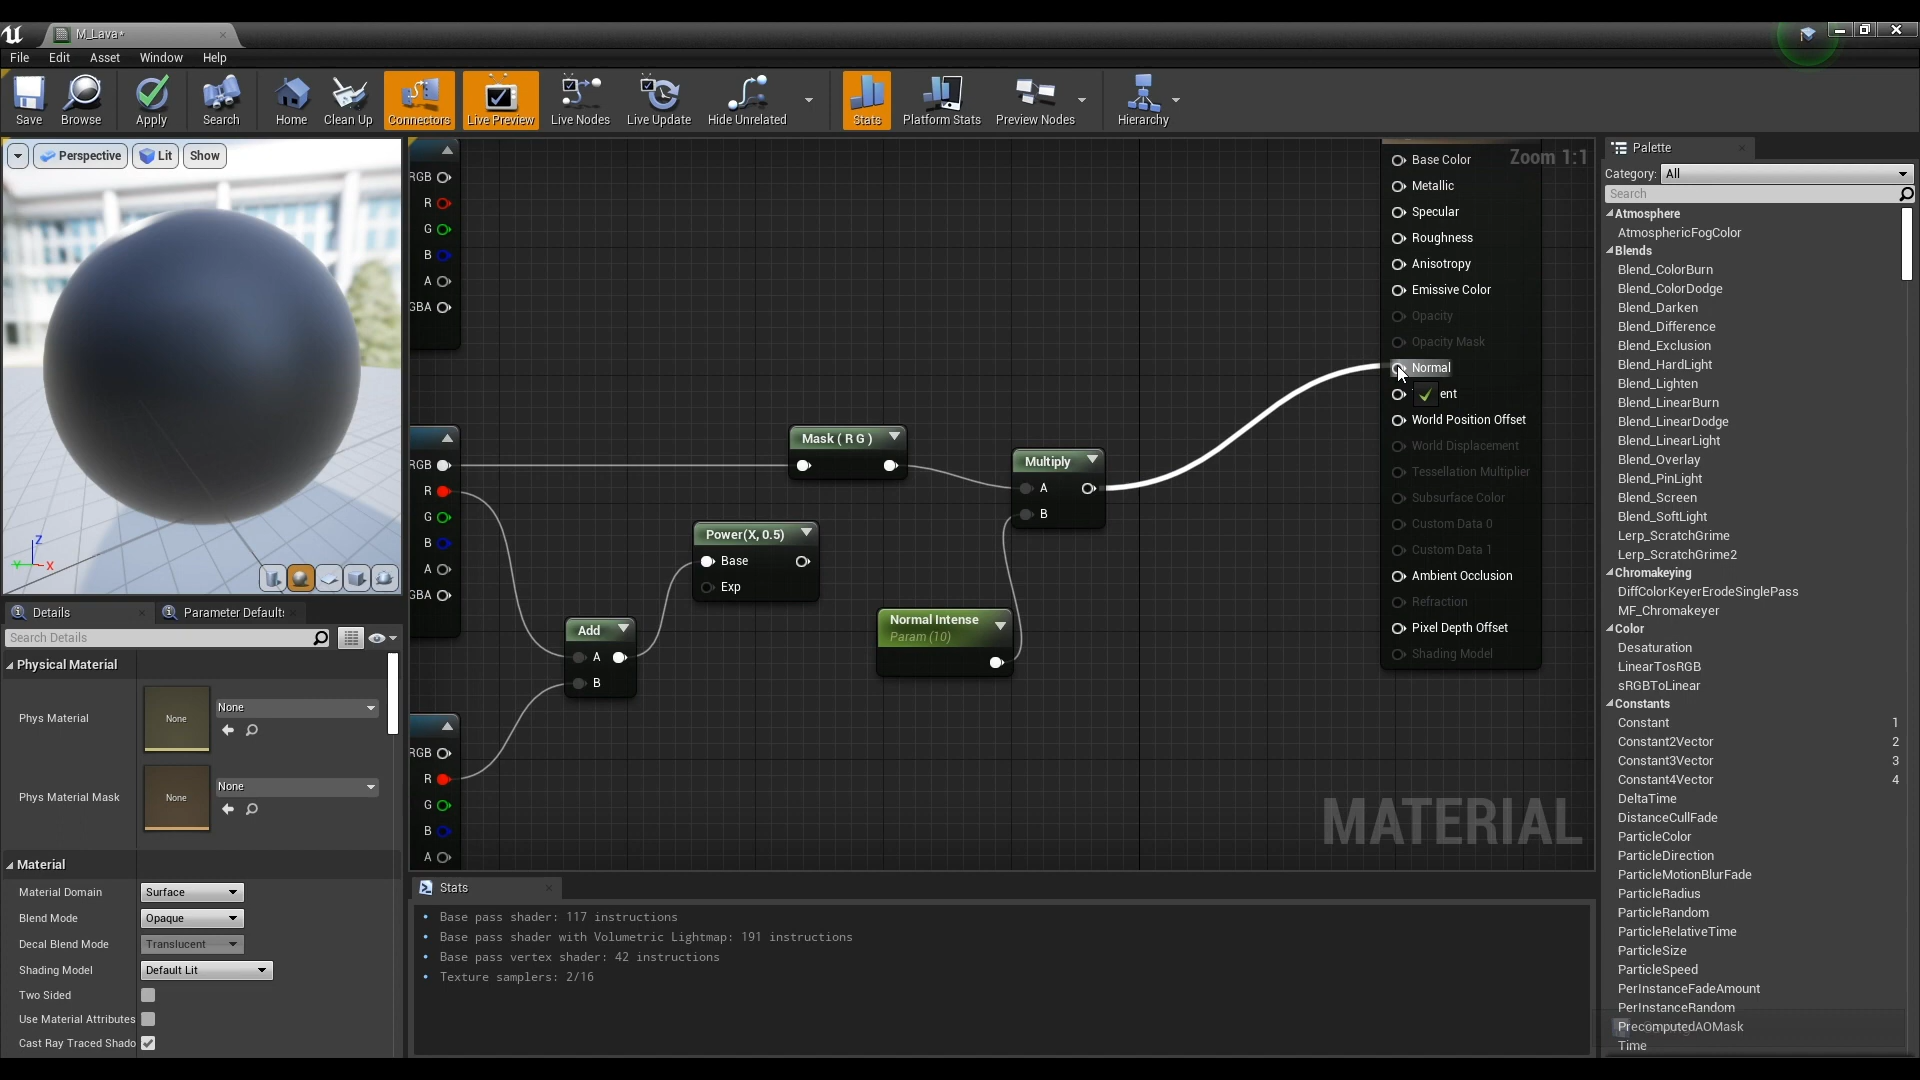 M_Lava*
File Edit Asset Window Help
Save Browse Apply Search Home Clean Up Connectors Live Preview Live Nodes Live Update Hide Unrelated Stats Platform Stats Preview Nodes Hierarchy
Perspective Lit Show
Z
Y X
Details Parameter Default
Search Details
Physical Material
Phys Material
None
None
Phys Material Mask
None
None
Material
Material Domain Surface
Blend Mode Opaque
Decal Blend Mode Translucent
Shading Model Default Lit
Two Sided
Use Material Attributes
Cast Ray Traced Shado
Zoom 1:1
RGB
R
G
B
A
GBA
RGB
R
G
B
A
GBA
RGB
R
G
B
A
Mask ( R G )
Multiply
A
B
Power(X, 0.5)
Base
Exp
Add
A
B
Normal Intense
Param (10)
Base Color
Metallic
Specular
Roughness
Anisotropy
Emissive Color
Opacity
Opacity Mask
Normal
ent
World Position Offset
World Displacement
Tessellation Multiplier
Subsurface Color
Custom Data 0
Custom Data 1
Ambient Occlusion
Refraction
Pixel Depth Offset
Shading Model
MATERIAL
Stats
Base pass shader: 117 instructions
Base pass shader with Volumetric Lightmap: 191 instructions
Base pass vertex shader: 42 instructions
Texture samplers: 2/16
Palette
Category: All
Search
Atmosphere
AtmosphericFogColor
Blends
Blend_ColorBurn
Blend_ColorDodge
Blend_Darken
Blend_Difference
Blend_Exclusion
Blend_HardLight
Blend_Lighten
Blend_LinearBurn
Blend_LinearDodge
Blend_LinearLight
Blend_Overlay
Blend_PinLight
Blend_Screen
Blend_SoftLight
Lerp_ScratchGrime
Lerp_ScratchGrime2
Chromakeying
DiffColorKeyerErodeSinglePass
MF_Chromakeyer
Color
Desaturation
LinearTosRGB
sRGBToLinear
Constants
Constant 1
Constant2Vector 2
Constant3Vector 3
Constant4Vector 4
DeltaTime
DistanceCullFade
ParticleColor
ParticleDirection
ParticleMotionBlurFade
ParticleRadius
ParticleRandom
ParticleRelativeTime
ParticleSize
ParticleSpeed
PerInstanceFadeAmount
PerInstanceRandom
PrecomputedAOMask
Time